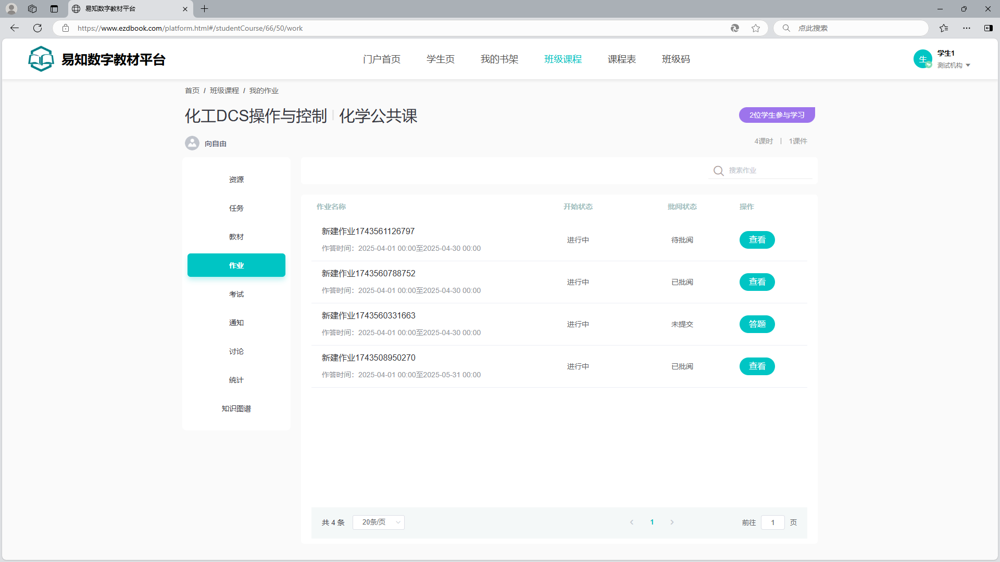 易知数字教材平台
https://www.ezdbook.com/platform.html#/studentCourse/66/50/work
点此搜索
易知数字教材平台
门户首页 学生页 我的书架 班级课程 课程表 班级码
生
学生1
测试机构
首页 / 班级课程 / 我的作业
化工DCS操作与控制 化学公共课
2位学生参与学习
向自由
4课时 | 1课件
资源
任务
教材
作业
考试
通知
讨论
统计
知识图谱
搜索作业
作业名称 开始状态 批阅状态 操作
新建作业1743561126797
作答时间：2025-04-01 00:00至2025-04-30 00:00
进行中 待批阅 查看
新建作业1743560788752
作答时间：2025-04-01 00:00至2025-04-30 00:00
进行中 已批阅 查看
新建作业1743560331663
作答时间：2025-04-01 00:00至2025-04-30 00:00
进行中 未提交 答题
新建作业1743508950270
作答时间：2025-04-01 00:00至2025-05-31 00:00
进行中 已批阅 查看
共 4 条 20条/页 1 前往 1 页